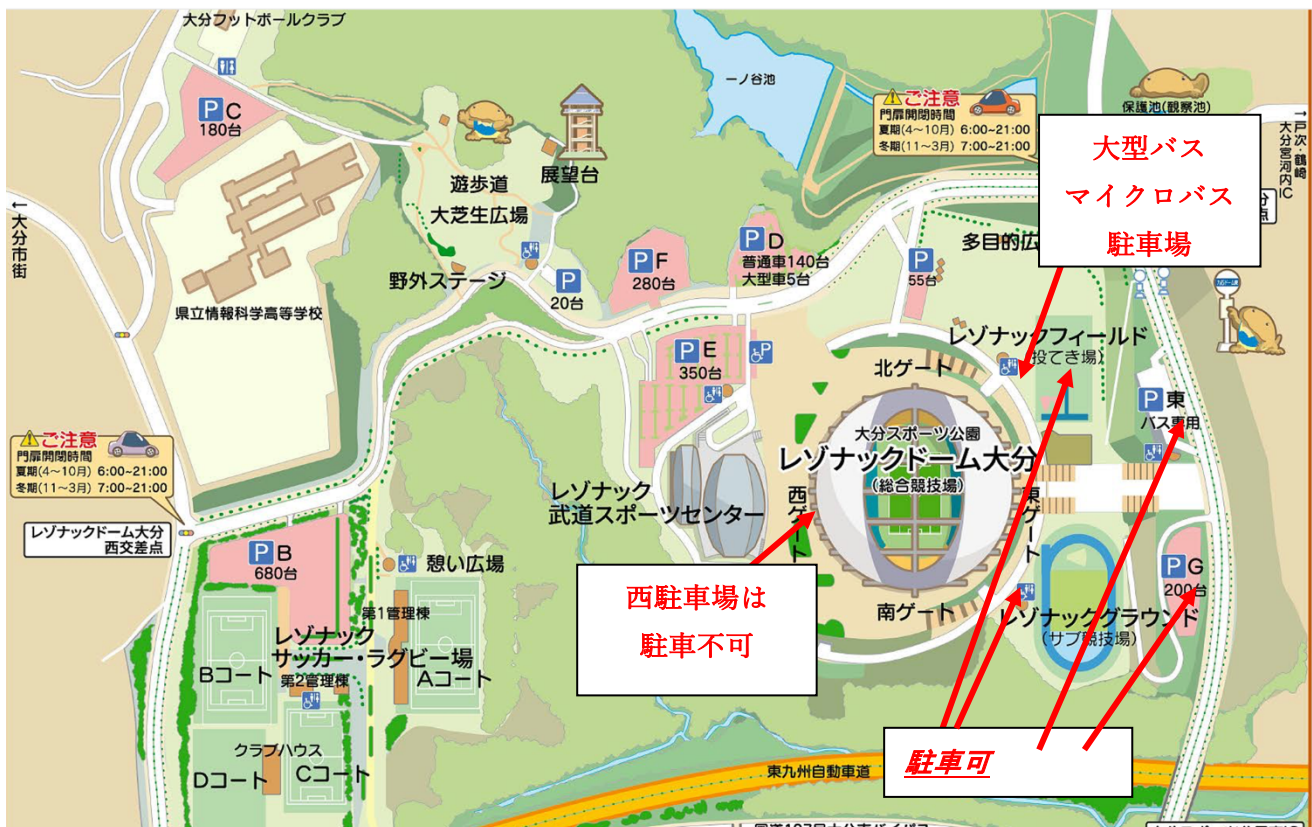 大分フットボールクラブ
P C
180台
県立情報科学高等学校
←大分市街
遊歩道
大芝生広場
展望台
野外ステージ
P
20台
一ノ谷池
P F
280台
P D
普通車140台
大型車5台
⚠ご注意
門扉開閉時間
夏期(4~10月) 6:00~21:00
冬期(11~3月) 7:00~21:00
保護池(観察池)
→戸次・鶴崎
大分宮河内IC
大型バス
マイクロバス
駐車場
多目的広
P
55台
P E
350台
P
北ゲート
レゾナックフィールド
(投てき場)
P 東
バス専用
大分スポーツ公園
レゾナックドーム大分
(総合競技場)
西ゲート
東ゲート
南ゲート
レゾナック
武道スポーツセンター
⚠ご注意
門扉開閉時間
夏期(4~10月) 6:00~21:00
冬期(11~3月) 7:00~21:00
レゾナックドーム大分
西交差点
P B
680台
憩い広場
第1管理棟
レゾナック
サッカー・ラグビー場
Bコート
Aコート
第2管理棟
クラブハウス
Dコート
Cコート
西駐車場は
駐車不可
P G
200台
レゾナックグラウンド
(サブ競技場)
駐車可
東九州自動車道